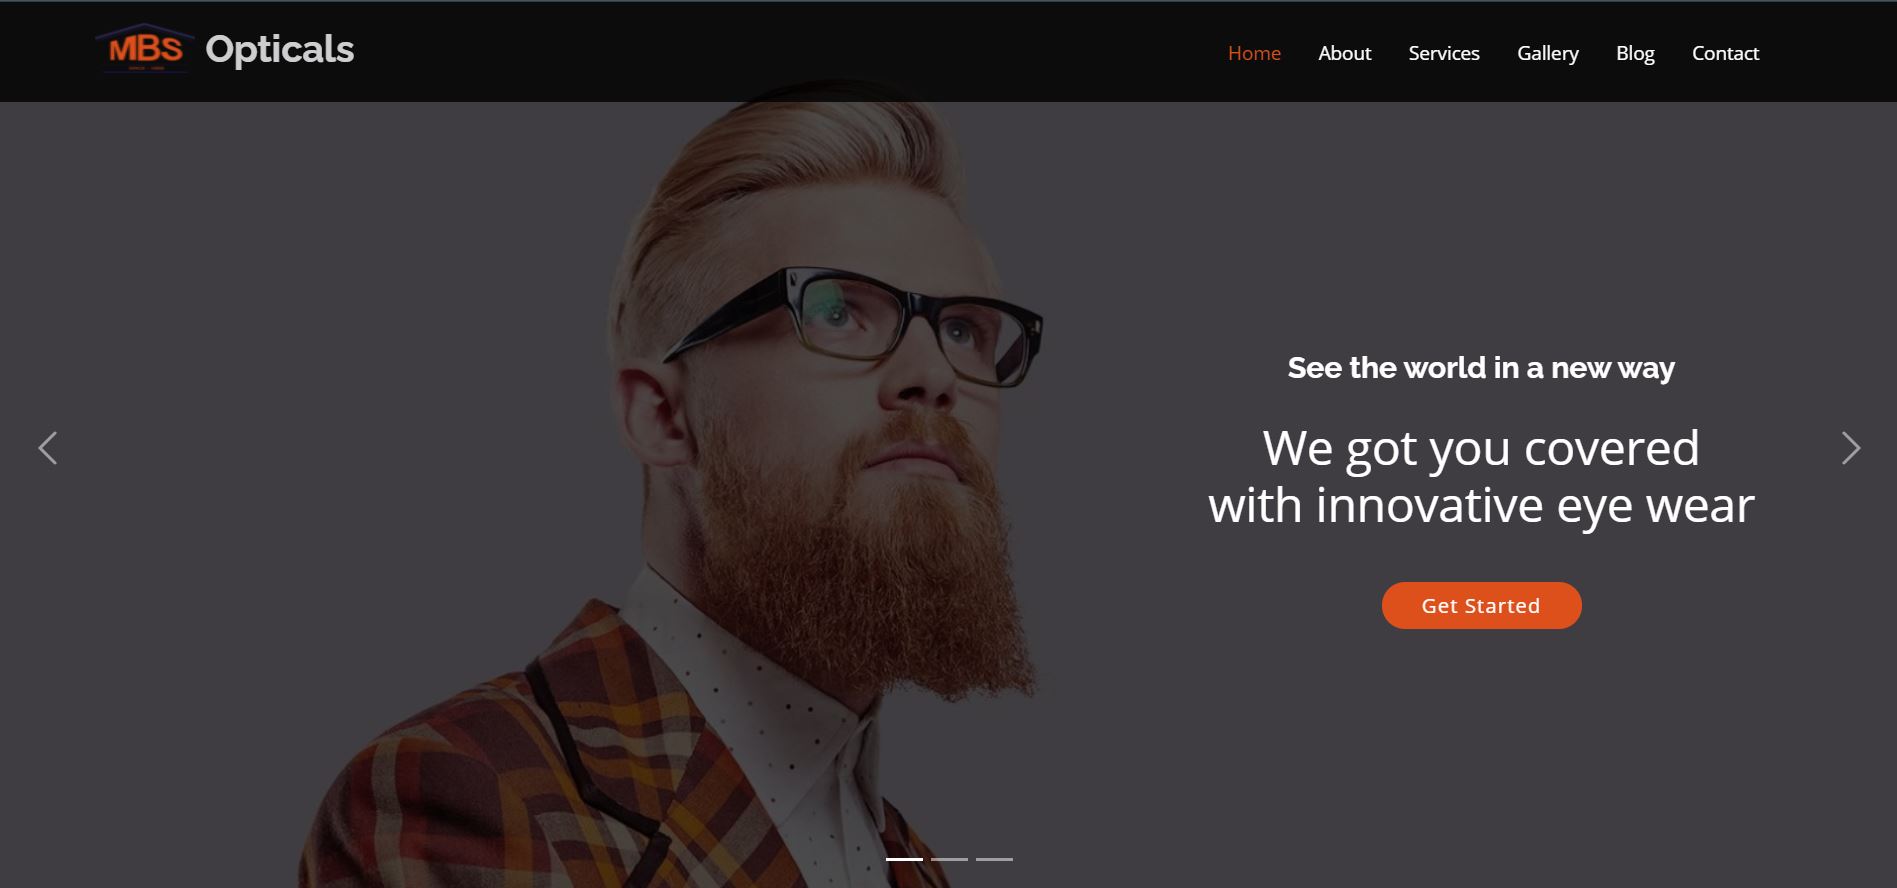 MBS
Opticals
Home
About
Services
Gallery
Blog
Contact
See the world in a new way
We got you covered
with innovative eye wear
Get Started